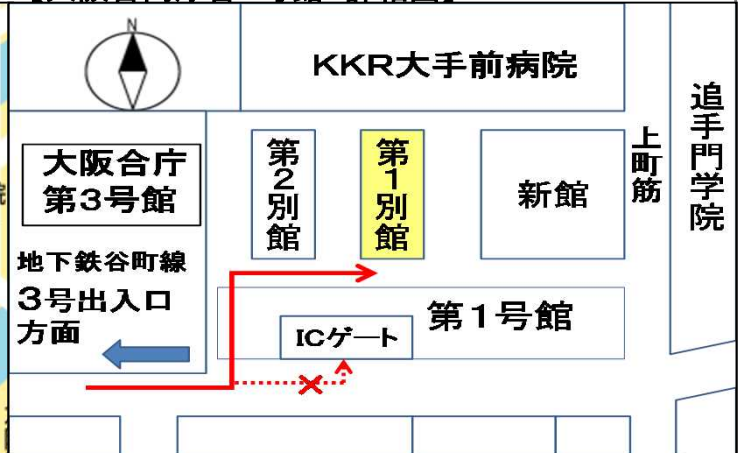 N
KKR大手前病院
追手門学院
上町筋
大阪合庁
第3号館
第2別館
第1別館
新館
地下鉄谷町線
3号出入口
方面
第1号館
ICゲート